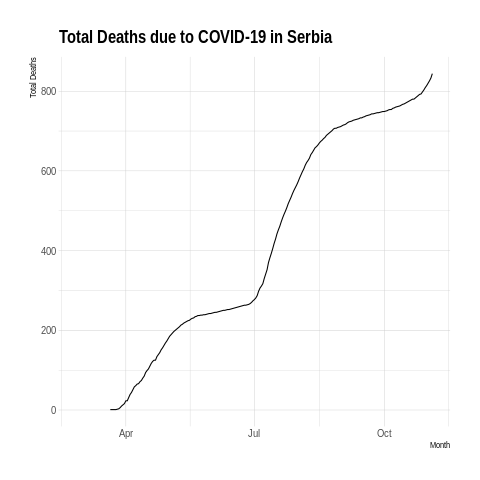 Total Deaths due to COVID-19 in Serbia
Total Deaths
800
600
400
200
0
Apr
Jul
Oct
Month